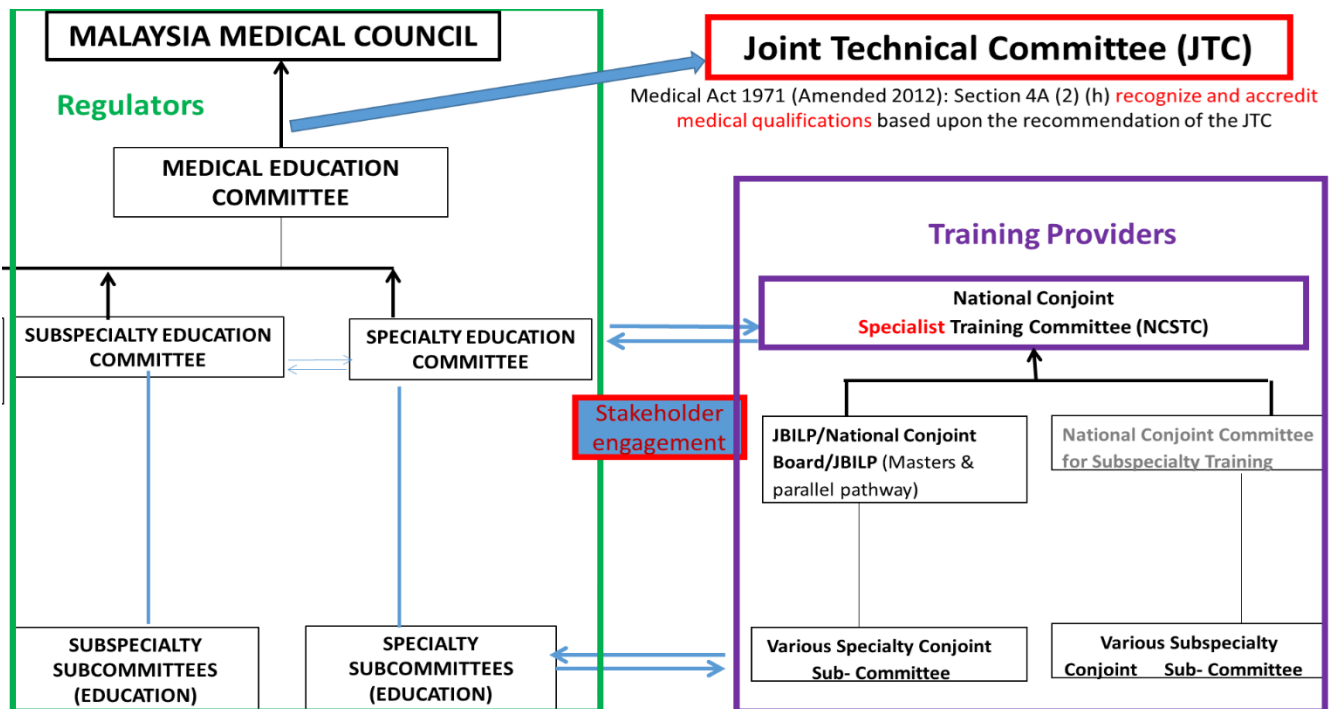 MALAYSIA MEDICAL COUNCIL
Regulators
MEDICAL EDUCATION
COMMITTEE
SUBSPECIALTY EDUCATION
COMMITTEE
SPECIALTY EDUCATION
COMMITTEE
SUBSPECIALTY
SUBCOMMITTEES
(EDUCATION)
SPECIALTY
SUBCOMMITTEES
(EDUCATION)
Joint Technical Committee (JTC)
Medical Act 1971 (Amended 2012): Section 4A (2) (h) recognize and accredit
medical qualifications based upon the recommendation of the JTC
Stakeholder
engagement
Training Providers
National Conjoint
Specialist Training Committee (NCSTC)
JBILP/National Conjoint
Board/JBILP (Masters &
parallel pathway)
National Conjoint Committee
for Subspecialty Training
Various Specialty Conjoint
Sub- Committee
Various Subspecialty
Conjoint Sub- Committee